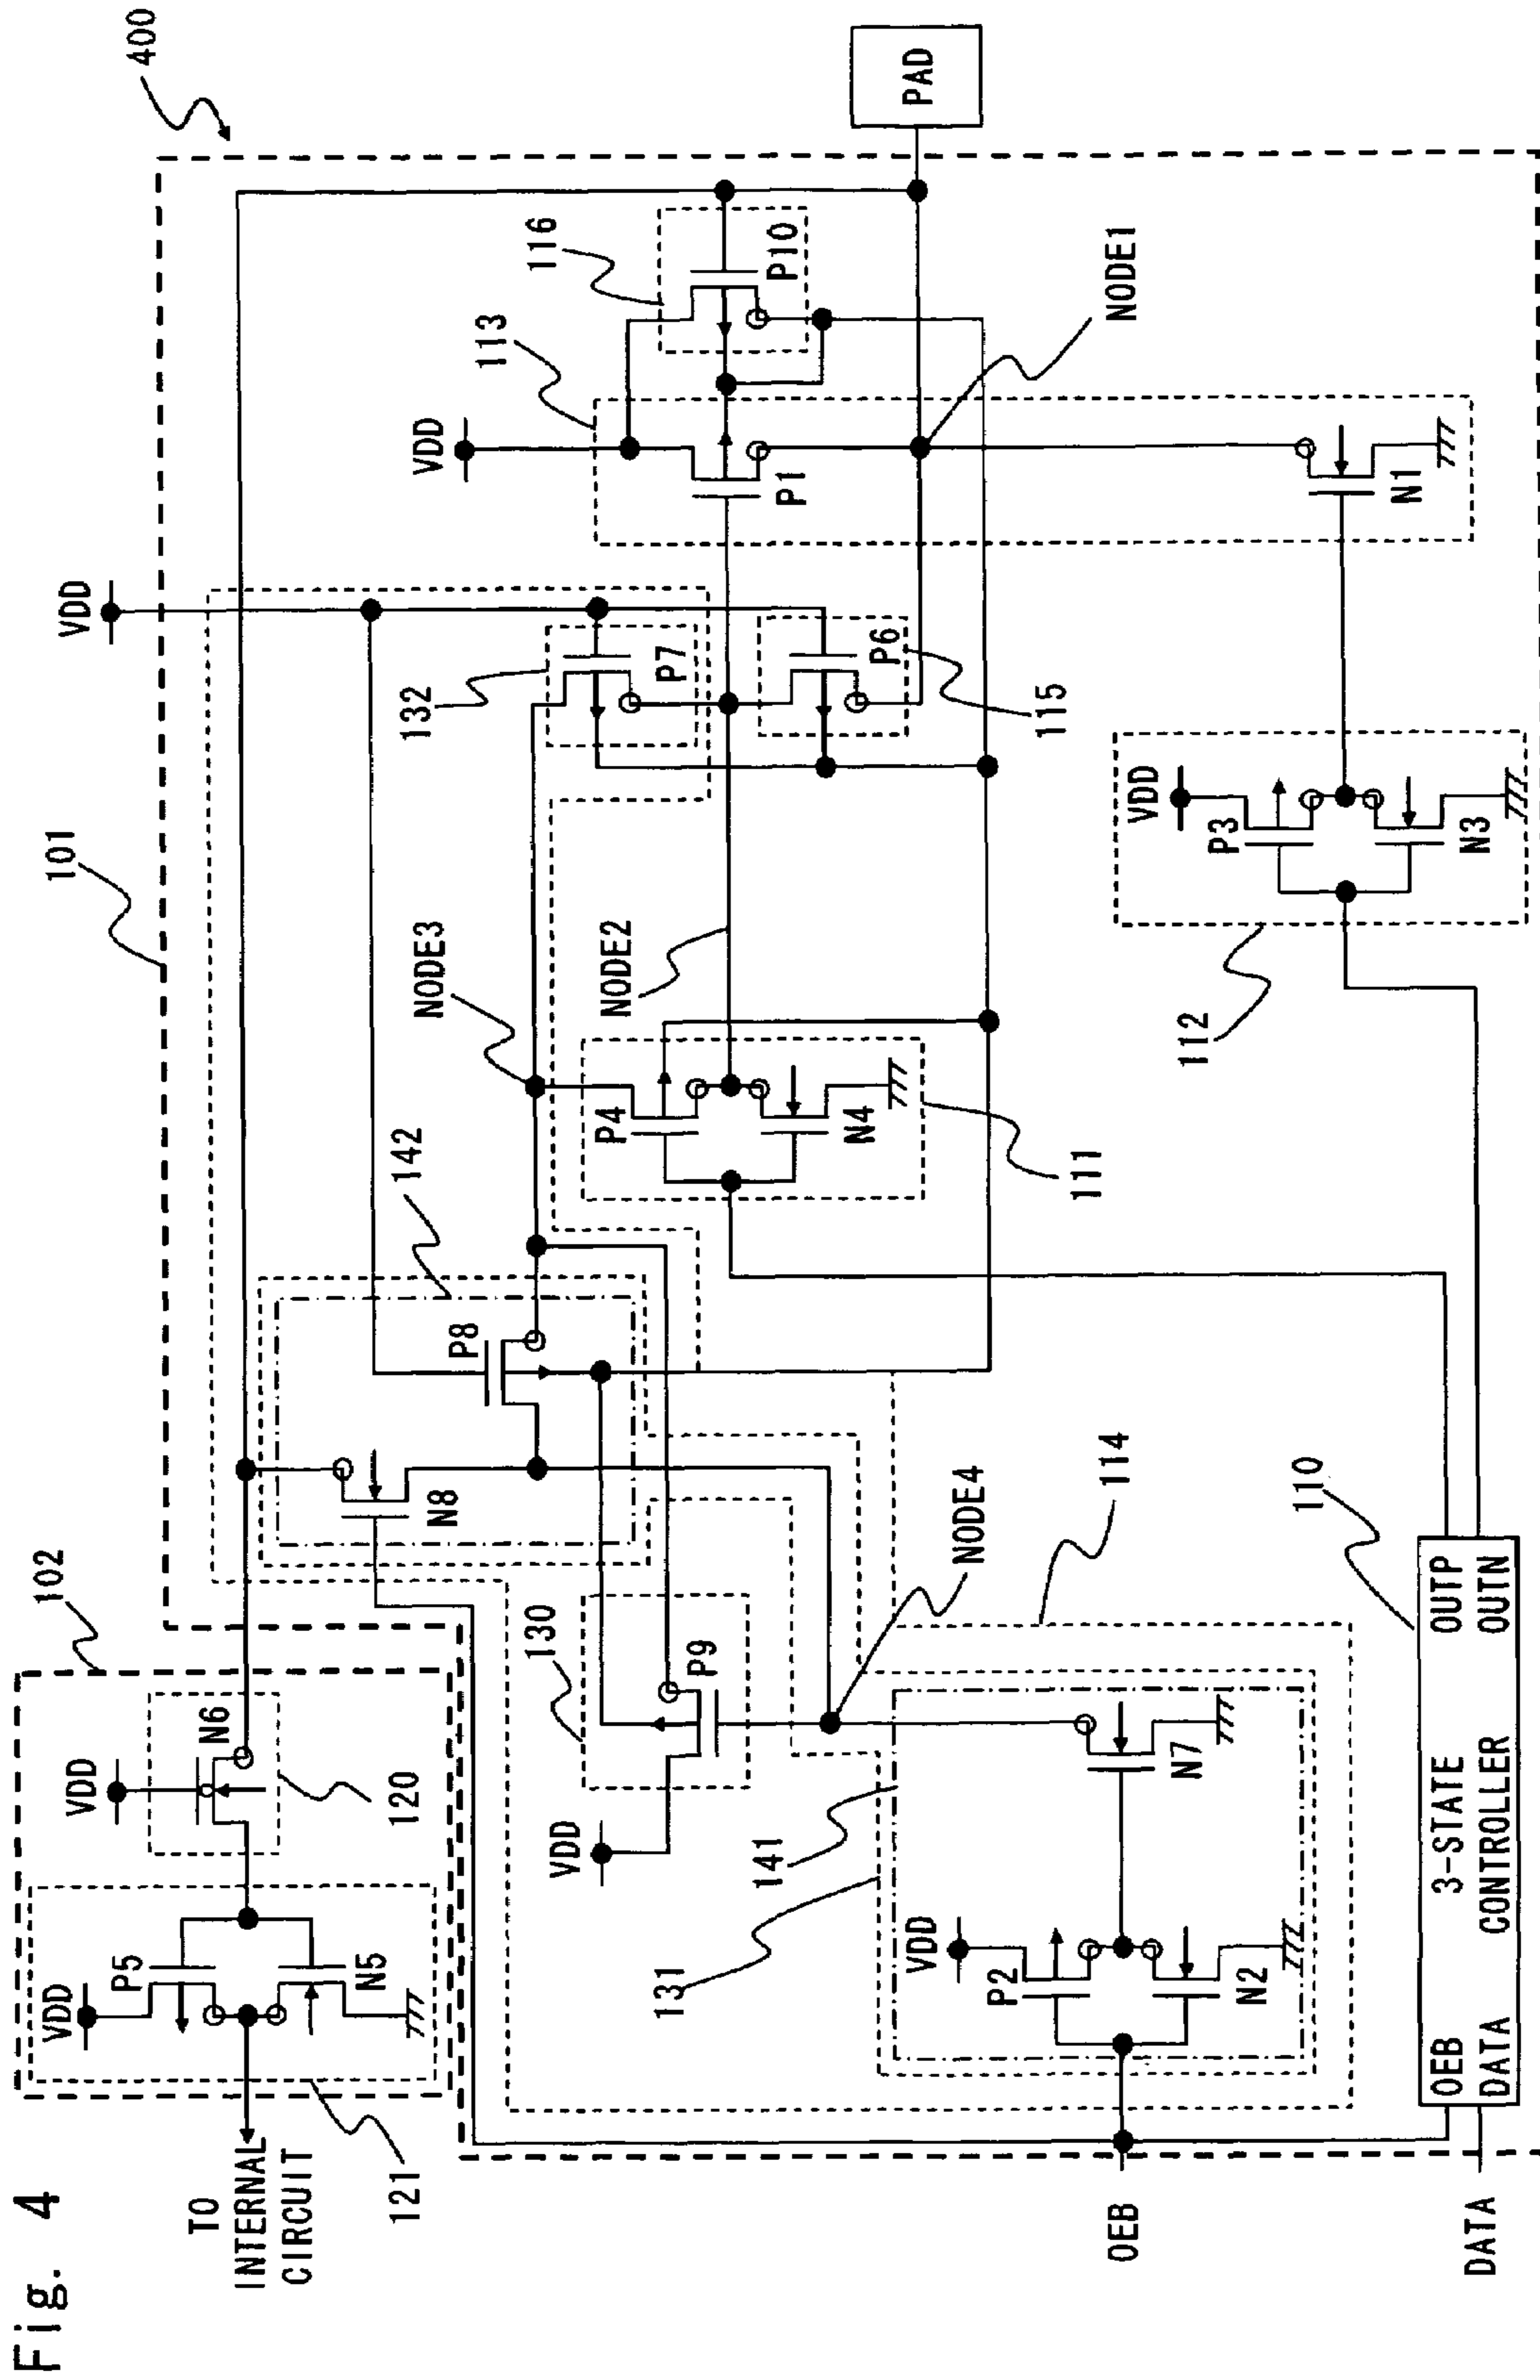 Fig. 4
400
101
102
VDD
VDD
P5
N5
121
TO
INTERNAL
CIRCUIT
VDD
N6
120
142
N8
P8
130
VDD
P9
NODE3
NODE4
132
P7
P6
115
VDD
113
116
P10
P1
NODE1
PAD
NODE2
P4
N4
111
141
131
VDD
P2
N2
N7
114
110
OEB
DATA
OEB
DATA
3-STATE
CONTROLLER
OUTP
OUTN
112
VDD
P3
N3
N1